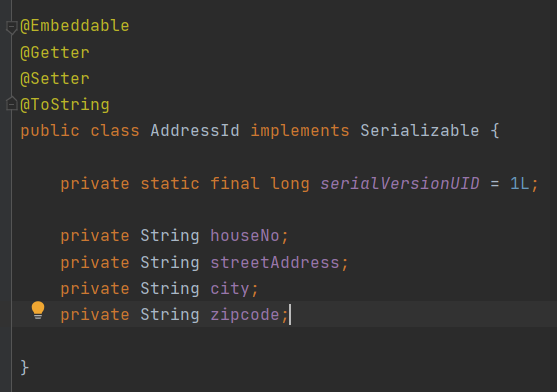 @Embeddable
@Getter
@Setter
@ToString
public class AddressId implements Serializable {
private static final long serialVersionUID = 1L;
private String houseNo;
private String streetAddress;
private String city;
private String zipcode;
}